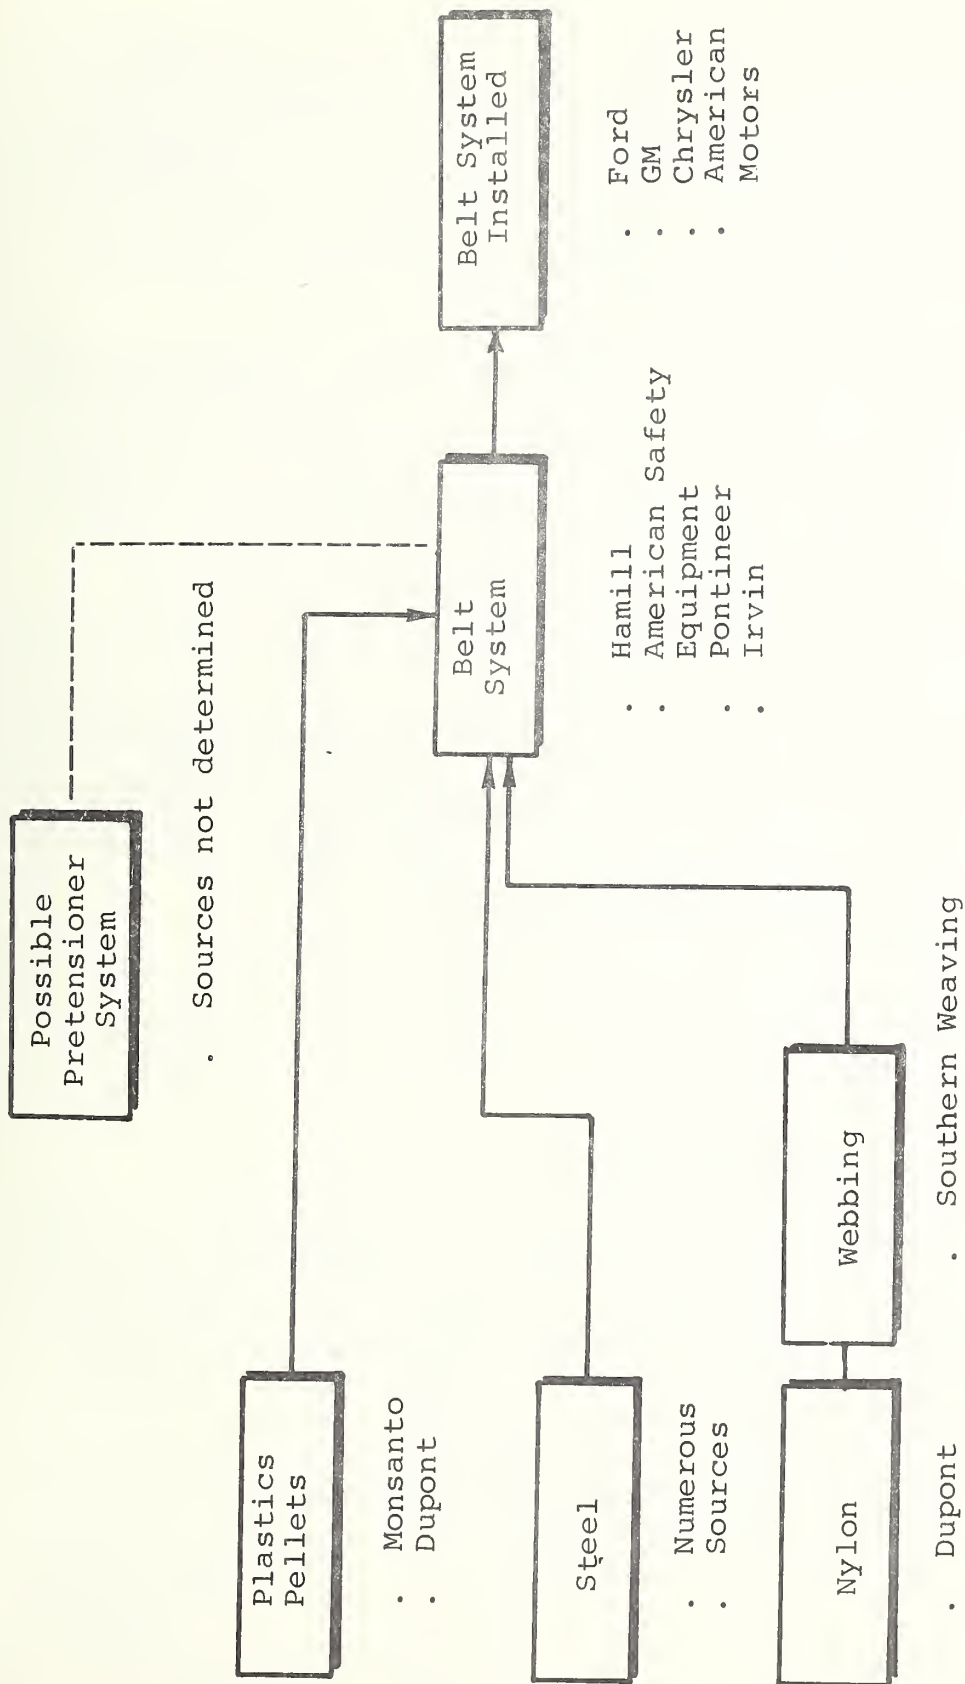 Possible
Pretensioner
System
. Sources not determined
Plastics
Pellets
. Monsanto
. Dupont
Steel
. Numerous
. Sources
Nylon
. Dupont
Webbing
. Southern Weaving
Belt
System
. Hamill
. American Safety
Equipment
. Pontineer
. Irvin
Belt System
Installed
. Ford
. GM
. Chrysler
. American
Motors